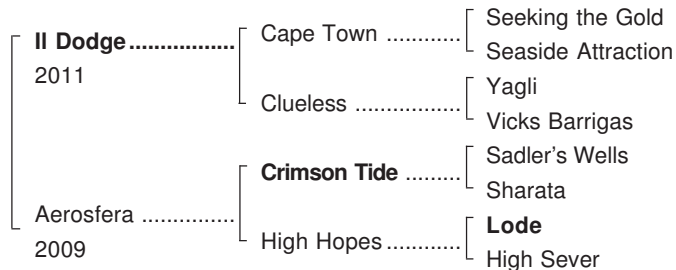 Seeking the Gold
Cape Town ...........
Il Dodge.................
Seaside Attraction
2011
Yagli
Clueless .................
Vicks Barrigas
Sadler's Wells
Crimson Tide .........
Sharata
Aerosfera ...............
Lode
2009
High Hopes............
High Sever